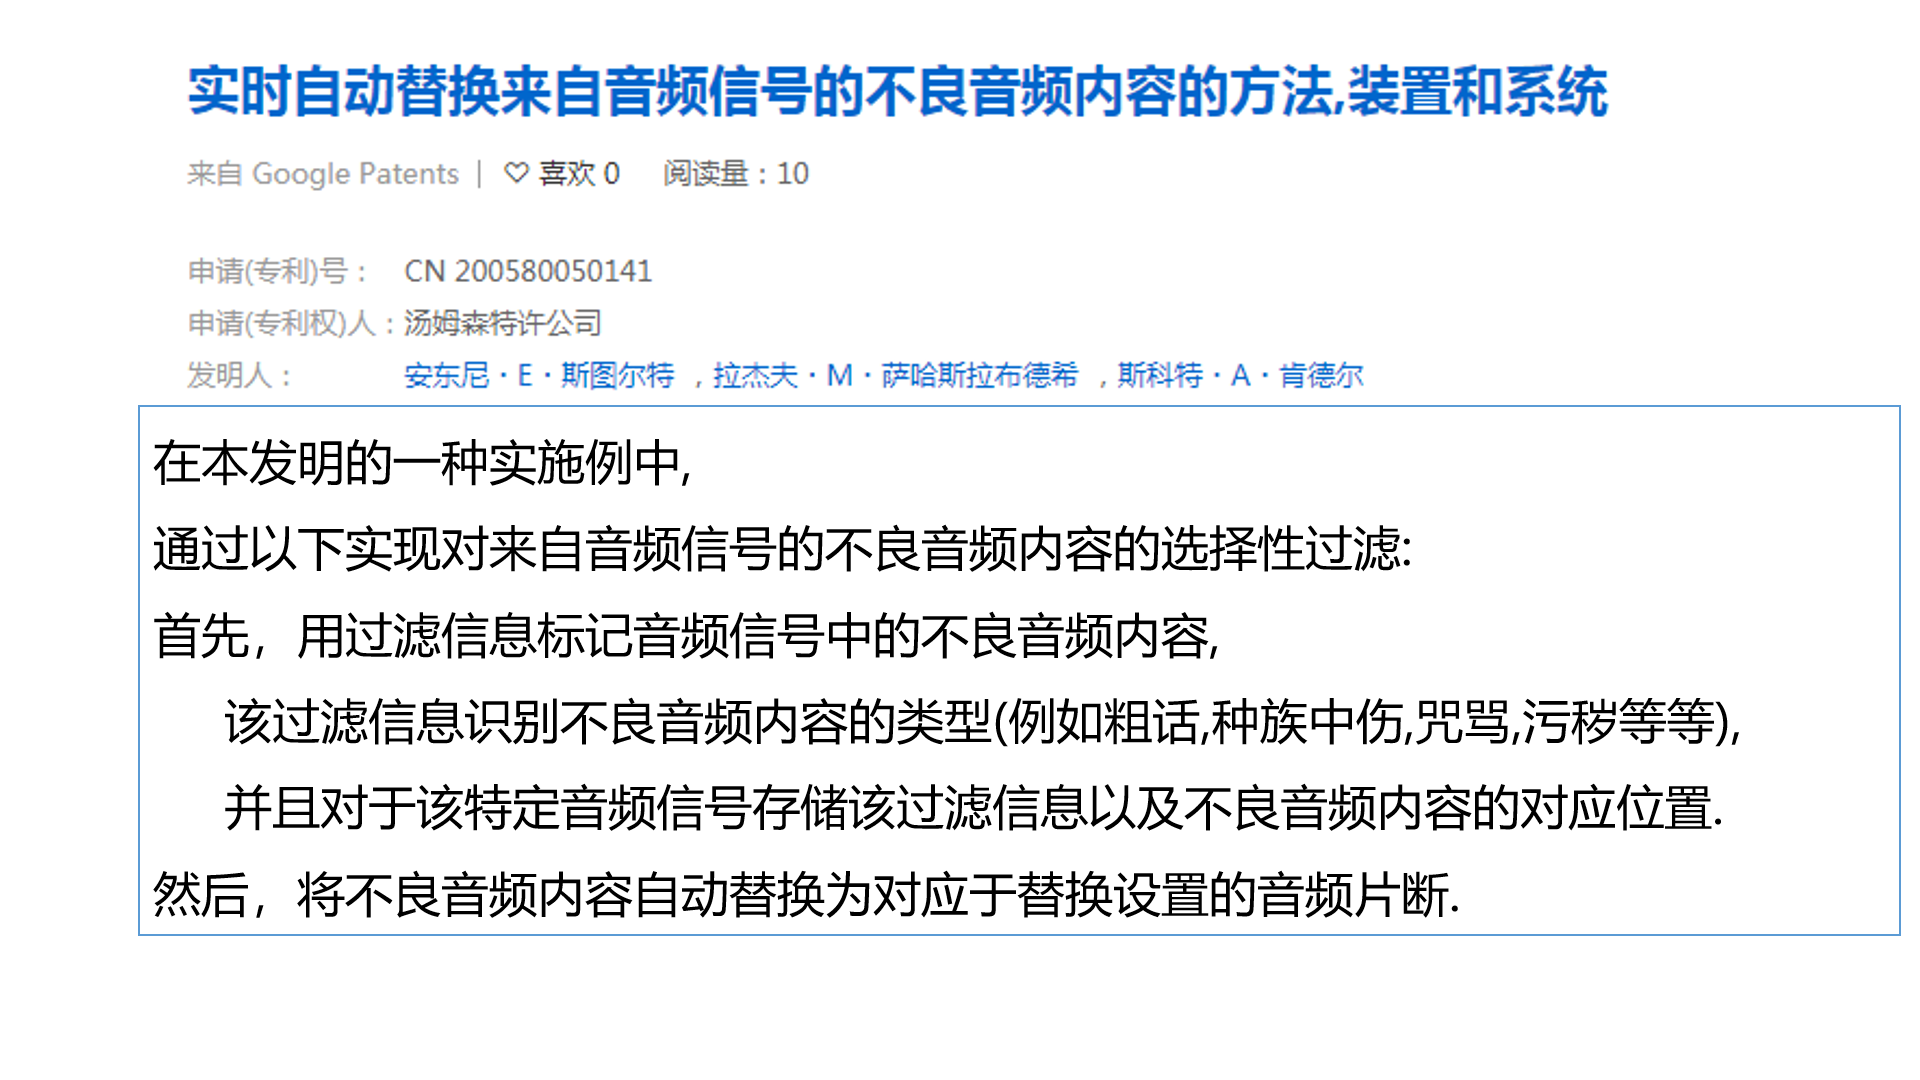 实时自动替换来自音频信号的不良音频内容的方法,装置和系统
来自 Google Patents | ♡ 喜欢 0 阅读量：10
申请(专利)号： CN 200580050141
申请(专利权)人：汤姆森特许公司
发明人： 安东尼·E·斯图尔特 ，拉杰夫·M·萨哈斯拉布德希 ，斯科特·A·肯德尔
在本发明的一种实施例中,
通过以下实现对来自音频信号的不良音频内容的选择性过滤:
首先，用过滤信息标记音频信号中的不良音频内容,
该过滤信息识别不良音频内容的类型(例如粗话,种族中伤,咒骂,污秽等等),
并且对于该特定音频信号存储该过滤信息以及不良音频内容的对应位置.
然后，将不良音频内容自动替换为对应于替换设置的音频片断.